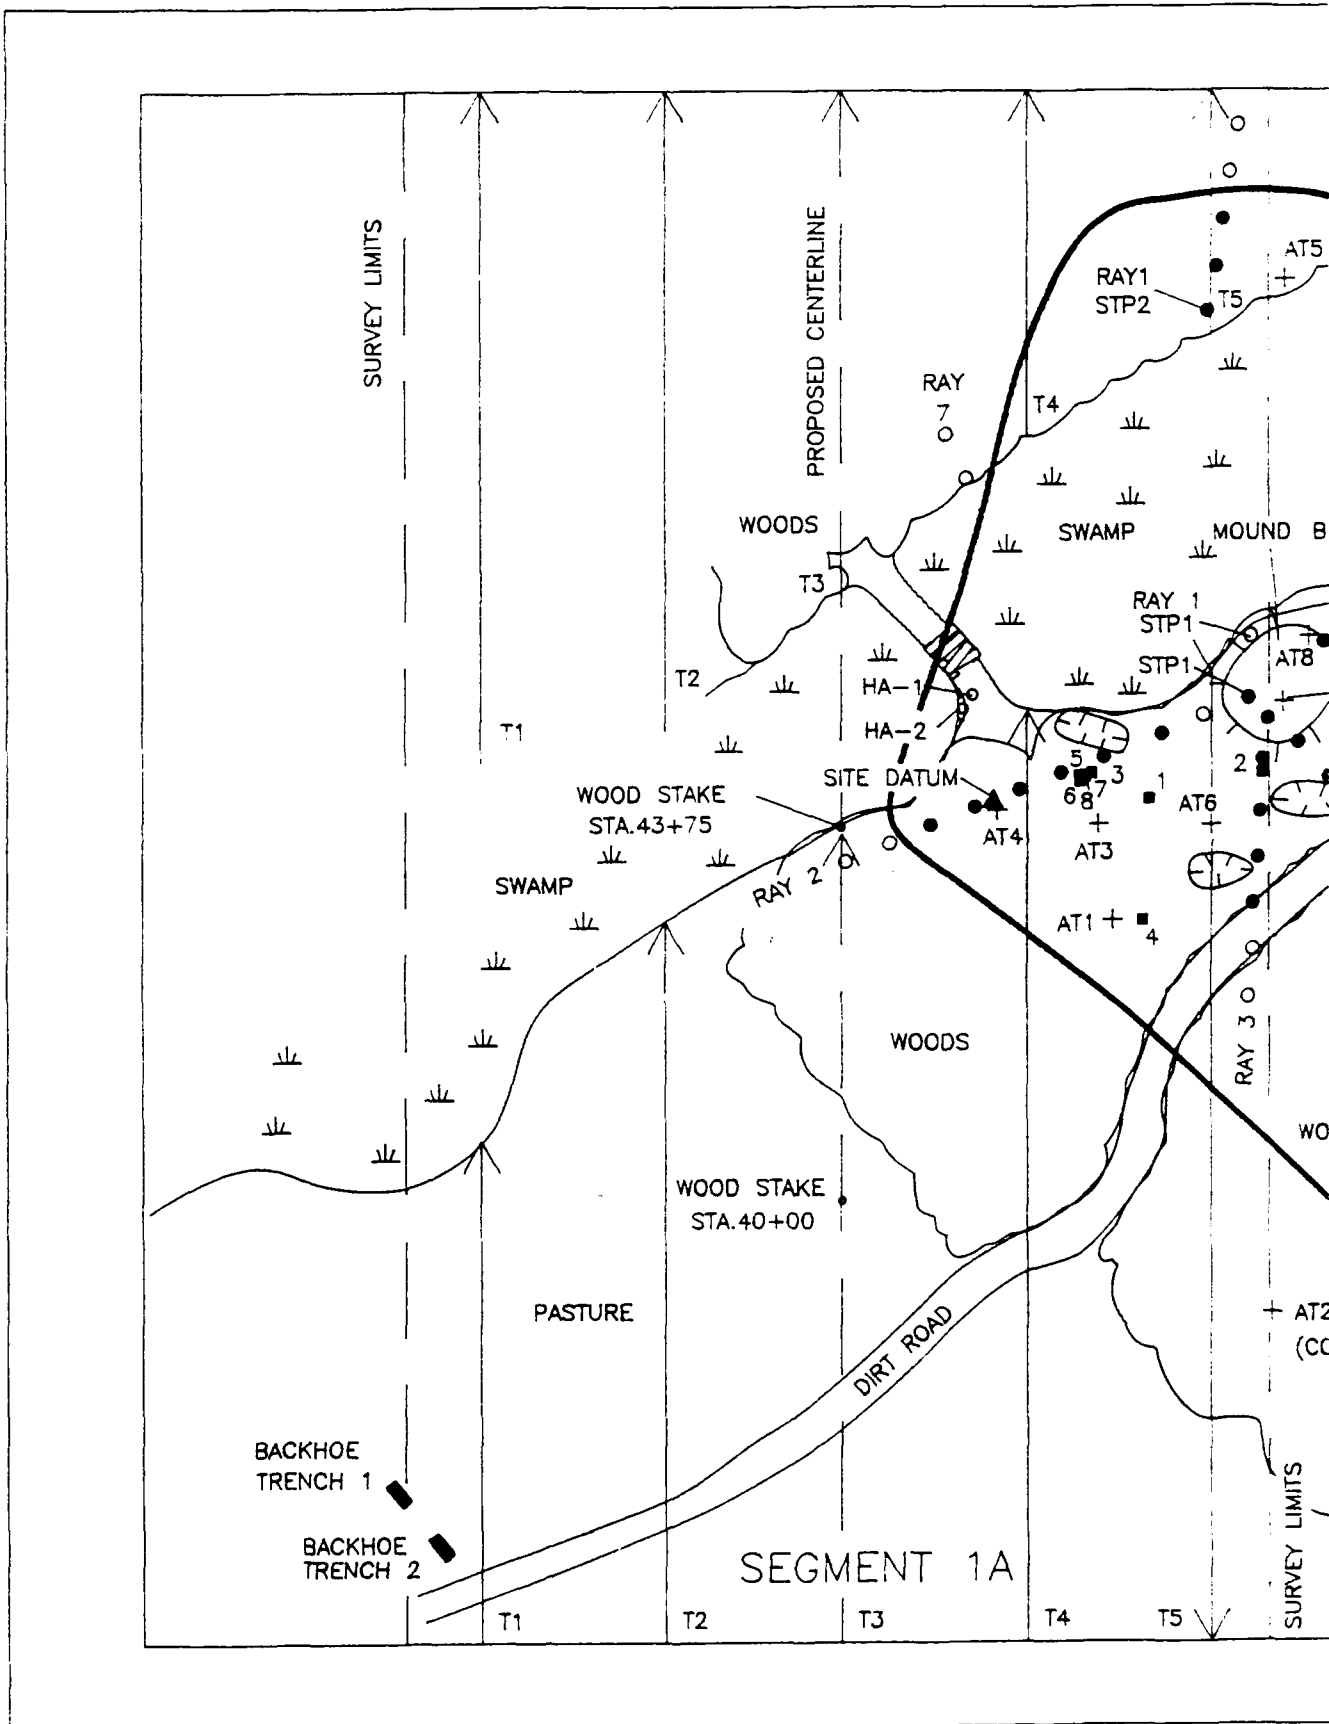 SURVEY LIMITS
PROPOSED CENTERLINE
AT5
RAY1
STP2
T5
RAY
7
T4
WOODS
SWAMP
MOUND B
T3
RAY 1
STP1
STP1
AT8
T2
HA-1
HA-2
T1
5
3
2
SITE DATUM
6
8
7
1
WOOD STAKE
STA.43+75
AT4
AT3
AT6
RAY 2
SWAMP
AT1
4
WOODS
RAY 3
WO
WOOD STAKE
STA.40+00
PASTURE
AT2
(CO
DIRT ROAD
BACKHOE
TRENCH 1
BACKHOE
TRENCH 2
SEGMENT 1A
SURVEY LIMITS
T1
T2
T3
T4
T5